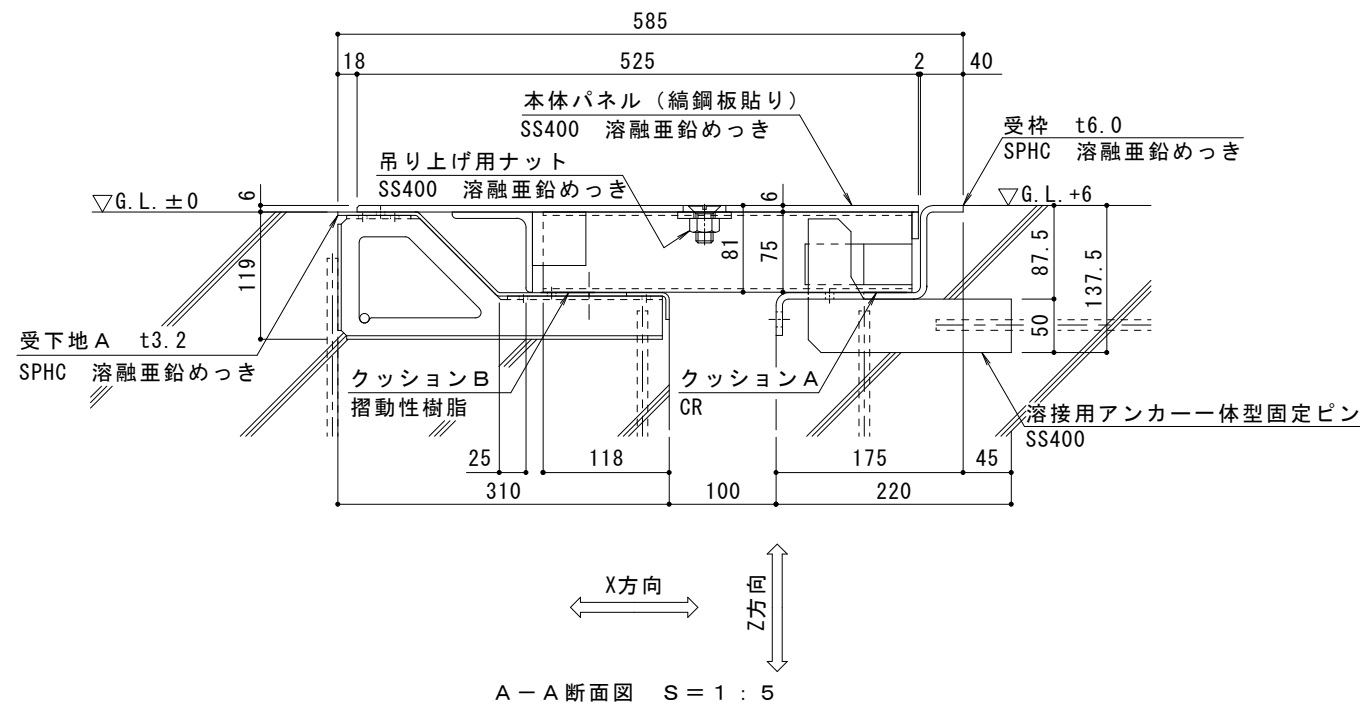 585
18
525
2
40
本体パネル（縞鋼板貼り）
SS400 溶融亜鉛めっき
受枠 t6.0
SPHC 溶融亜鉛めっき
吊り上げ用ナット
SS400 溶融亜鉛めっき
6
6
▽G.L.±0
▽G.L.+6
119
81
75
87.5
137.5
50
受下地A t3.2
SPHC 溶融亜鉛めっき
クッションB
摺動性樹脂
クッションA
CR
溶接用アンカー一体型固定ピン
SS400
25
118
175
45
310
100
220
X方向
Z方向
A－A断面図 S＝1：5